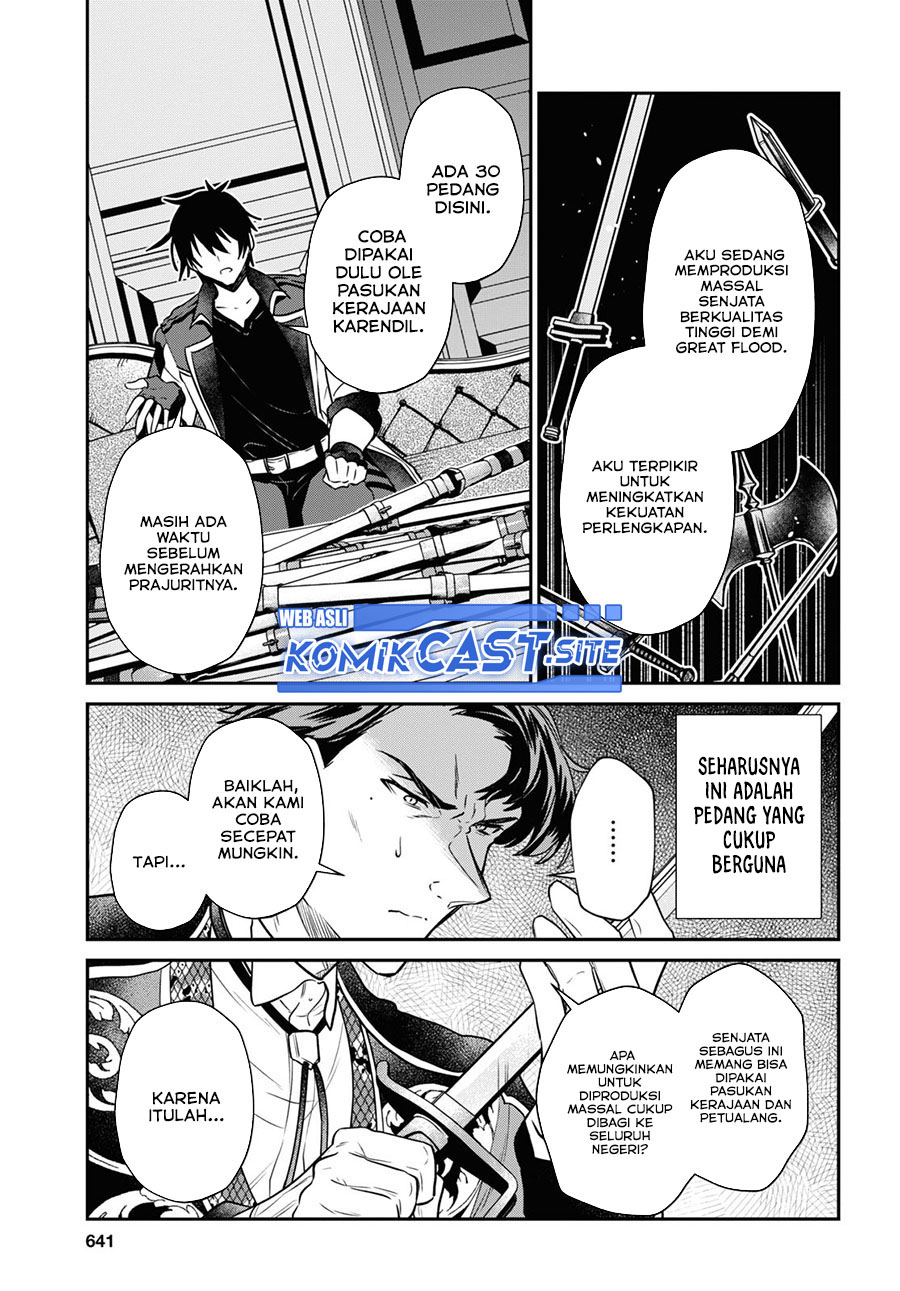 AKU SEDANG
MEMPRODUKSI
MASSAL
SENJATA
BERKUALITAS
TINGGI DEMI
GREAT FLOOD.
AKU TERPIKIR
UNTUK
MENINGKATKAN
KEKUATAN
PERLENGKAPAN.
ADA 30
PEDANG
DISINI.
COBA
DIPAKAI
DULU OLE
PASUKAN
KERAJAAN
KARENDIL.
MASIH ADA
WAKTU
SEBELUM
MENGERAHKAN
PRAJURITNYA.
WEB ASLI
KOMIKCAST.SITE
SEHARUSNYA
INI ADALAH
PEDANG YANG
CUKUP
BERGUNA
......
BAIKLAH,
AKAN KAMI
COBA
SECEPAT
MUNGKIN.
TAPI...
SENJATA
SEBAGUS INI
MEMANG BISA
DIPAKAI
PASUKAN
KERAJAAN DAN
PETUALANG.
APA
MEMUNGKINKAN
UNTUK
DIPRODUKSI
MASSAL CUKUP
DIBAGI KE
SELURUH
NEGERI?
KARENA
ITULAH...
641